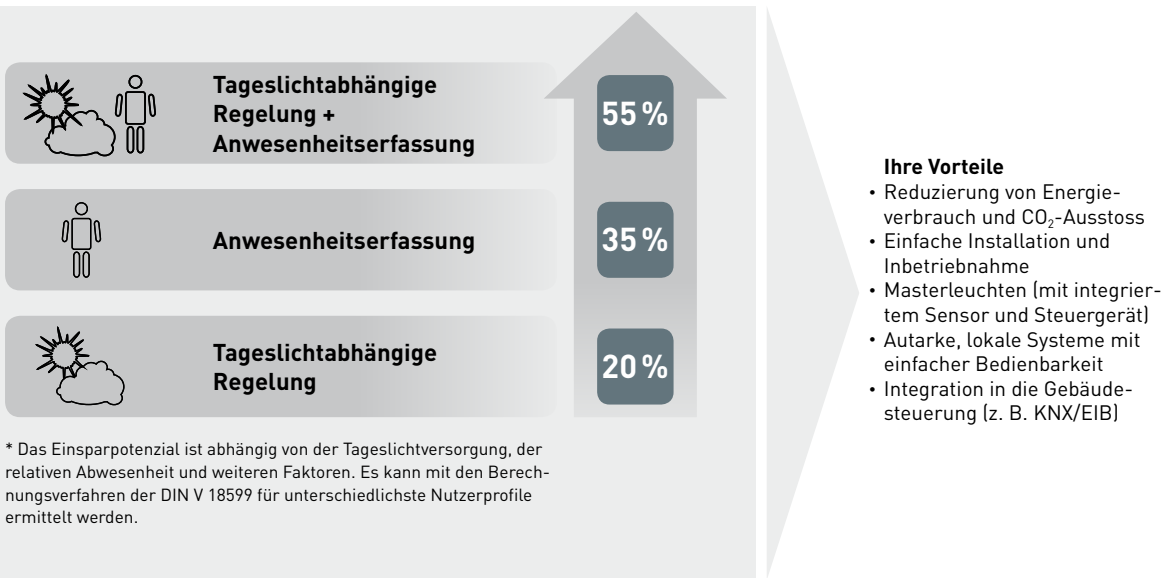 Tageslichtabhängige
Regelung +
Anwesenheitserfassung
55 %
Anwesenheitserfassung
35 %
Tageslichtabhängige
Regelung
20 %
* Das Einsparpotenzial ist abhängig von der Tageslichtversorgung, der
relativen Abwesenheit und weiteren Faktoren. Es kann mit den Berech-
nungsverfahren der DIN V 18599 für unterschiedlichste Nutzerprofile
ermittelt werden.
Ihre Vorteile
• Reduzierung von Energie-
verbrauch und CO₂-Ausstoss
• Einfache Installation und
Inbetriebnahme
• Masterleuchten (mit integrier-
tem Sensor und Steuergerät)
• Autarke, lokale Systeme mit
einfacher Bedienbarkeit
• Integration in die Gebäude-
steuerung (z. B. KNX/EIB)